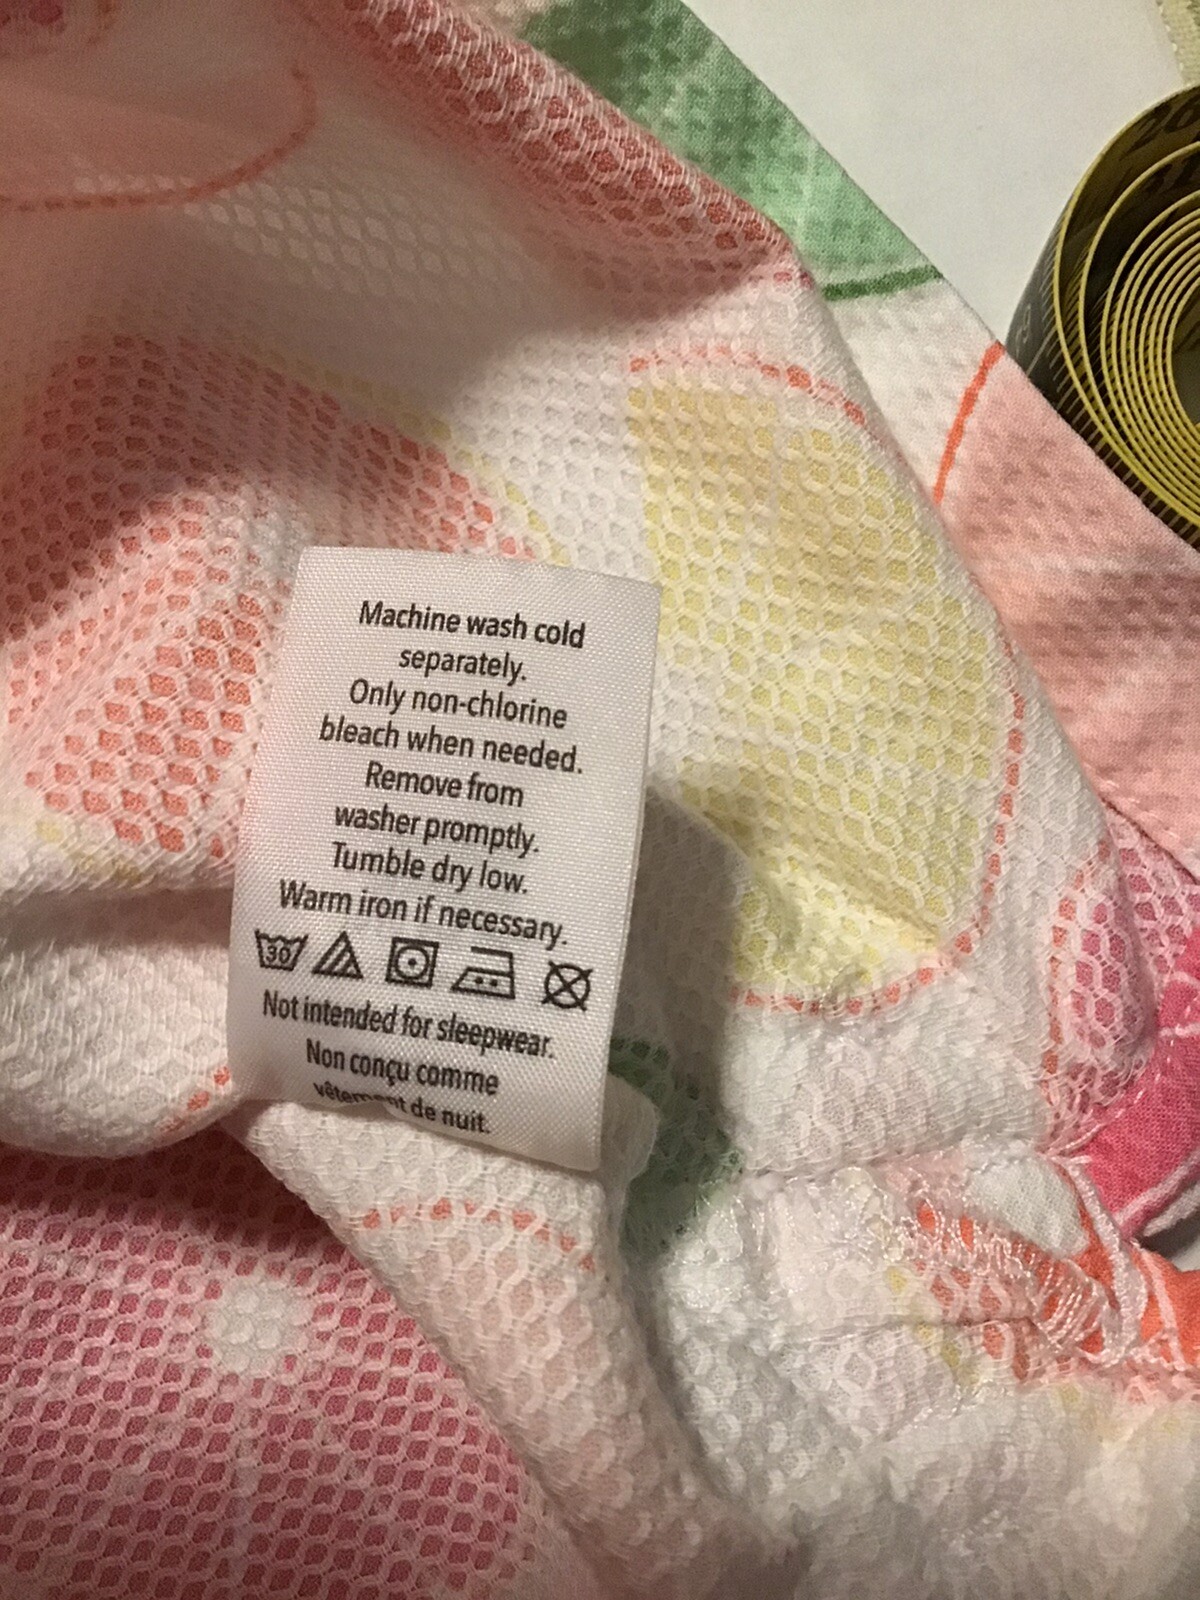 Machine wash cold
separately.
Only non-chlorine
bleach when needed.
Remove from
washer promptly.
Tumble dry low.
Warm iron if necessary.
30
Not intended for sleepwear.
Non conçu comme
vêtement de nuit.
20